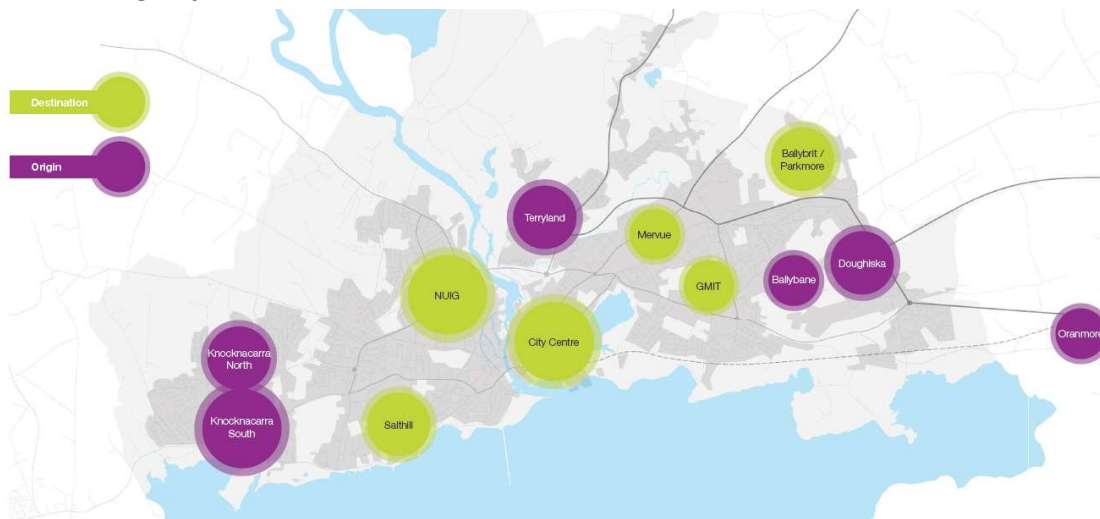 Destination
Origin
Ballybrit /
Parkmore
Terryland
Mervue
Doughiska
Ballybane
GMIT
NUIG
City Centre
Oranmore
Knocknacarra
North
Knocknacarra
South
Salthill